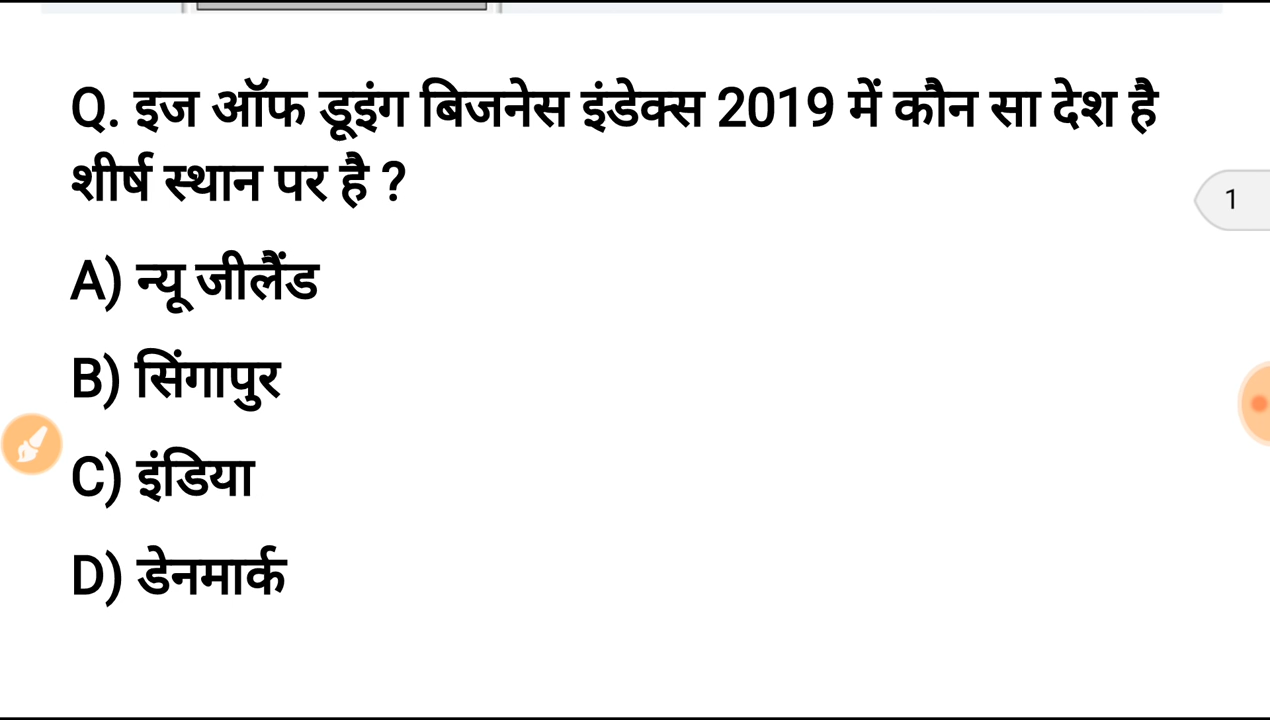 Q. इज ऑफ डूइंग बिजनेस इंडेक्स 2019 में कौन सा देश है
शीर्ष स्थान पर है ?
1
A) न्यू जीलैंड
B) सिंगापुर
C) इंडिया
D) डेनमार्क